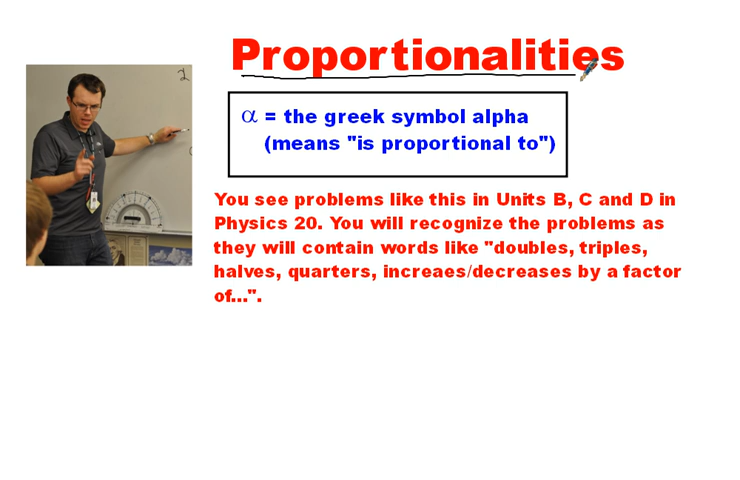 Proportionalities
α = the greek symbol alpha
(means "is proportional to")
You see problems like this in Units B, C and D in
Physics 20. You will recognize the problems as
they will contain words like "doubles, triples,
halves, quarters, increaes/decreases by a factor
of...".